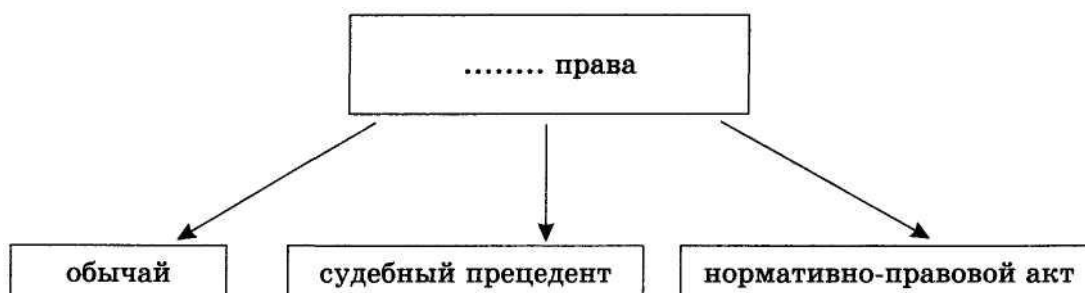 ........ права
обычай
судебный прецедент
нормативно-правовой акт